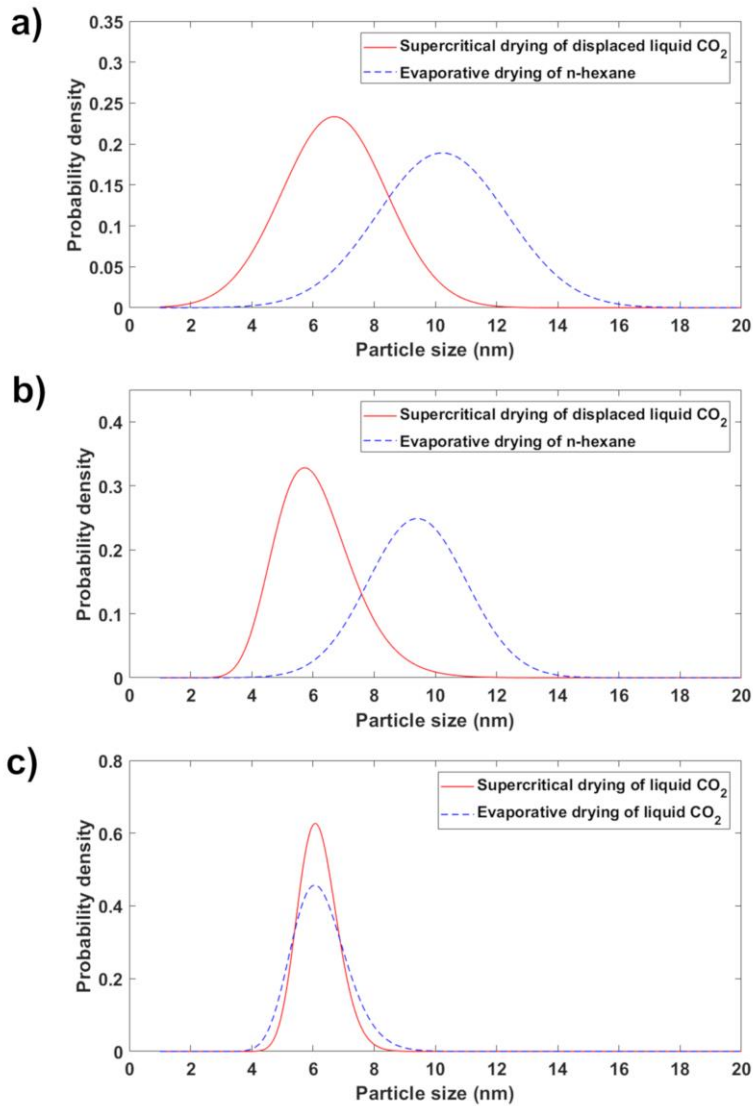 a)
0.35
0.3
0.25
0.2
0.15
0.1
0.05
0
Probability density
Supercritical drying of displaced liquid CO₂
Evaporative drying of n-hexane
0 2 4 6 8 10 12 14 16 18 20
Particle size (nm)
b)
0.4
0.3
0.2
0.1
0
Probability density
Supercritical drying of displaced liquid CO₂
Evaporative drying of n-hexane
0 2 4 6 8 10 12 14 16 18 20
Particle size (nm)
c)
0.8
0.6
0.4
0.2
0
Probability density
Supercritical drying of liquid CO₂
Evaporative drying of liquid CO₂
0 2 4 6 8 10 12 14 16 18 20
Particle size (nm)